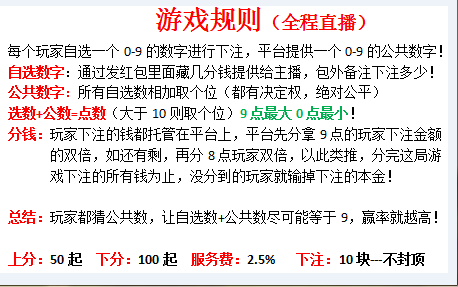 游戏规则（全程直播）
每个玩家自选一个 0-9 的数字进行下注，平台提供一个 0-9 的公共数字！
自选数字：通过发红包里面藏几分钱提供给主播，包外备注下注多少！
公共数字：所有自选数相加取个位（都有决定权，绝对公平）
选数+公数=点数（大于 10 则取个位）9 点最大 0 点最小！
分钱：玩家下注的钱都托管在平台上，平台先分拿 9 点的玩家下注金额
的双倍，如还有剩，再分 8 点玩家双倍，以此类推，分完这局游
戏下注的所有钱为止，没分到的玩家就输掉下注的本金！
总结：玩家都猜公共数，让自选数+公共数尽可能等于 9，赢率就越高！
上分：50 起 下分：100 起 服务费：2.5% 下注：10 块---不封顶